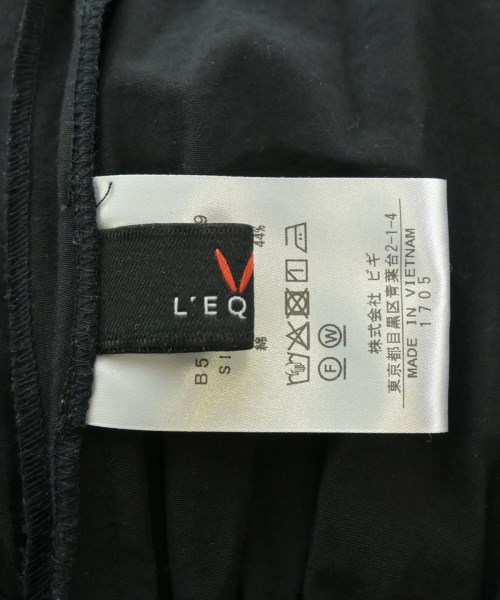 L'EQ
B5
9
SI
綿
44%
W
F
株式会社 ビギ
東京都目黒区青葉台2-1-4
MADE IN VIETNAM
1705